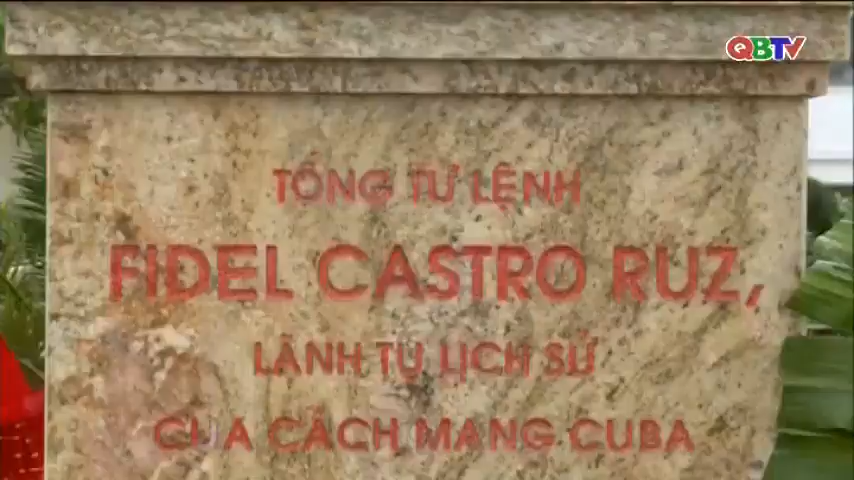 QBTV
TỔNG TƯ LỆNH
FIDEL CASTRO RUZ,
LÃNH TỤ LỊCH SỬ
CỦA CÁCH MẠNG CUBA